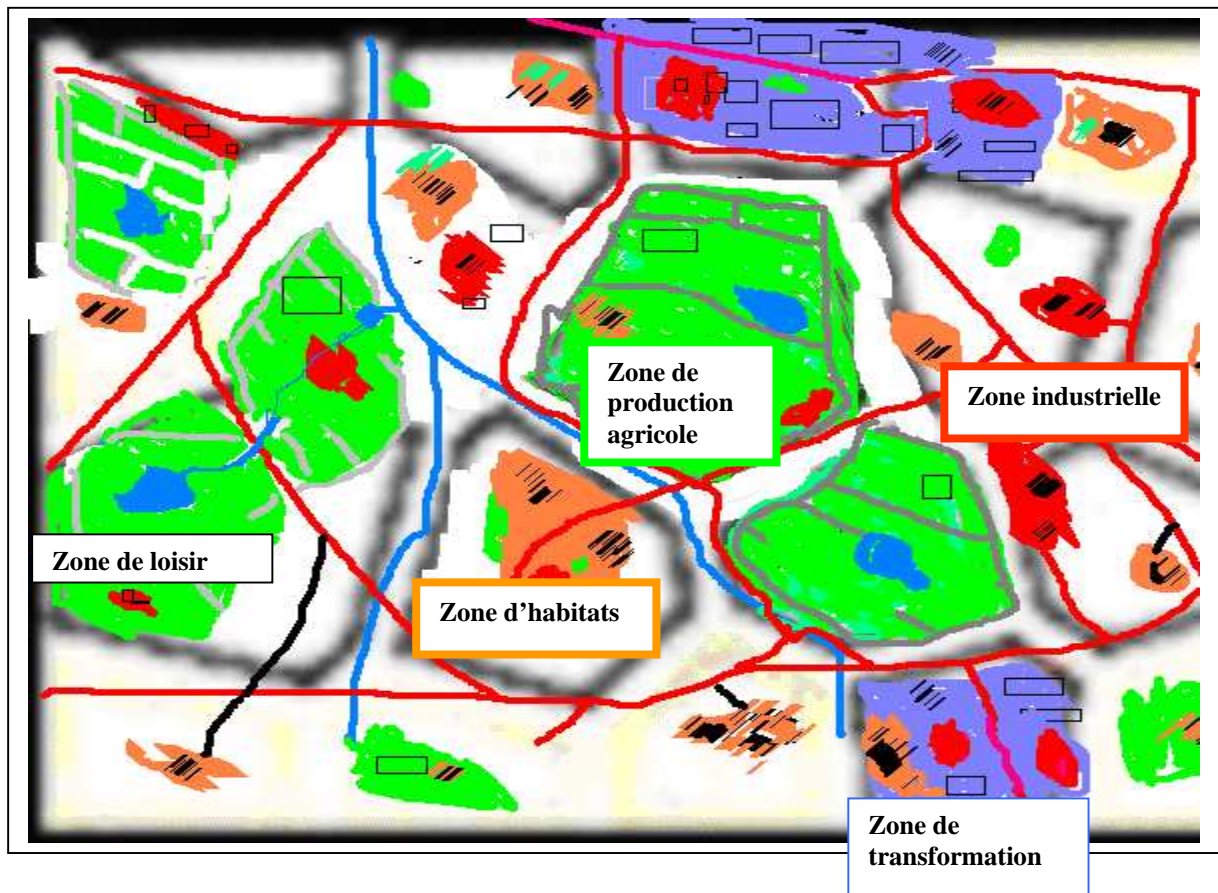 Zone de
production
agricole
Zone industrielle
Zone de loisir
Zone d’habitats
Zone de
transformation